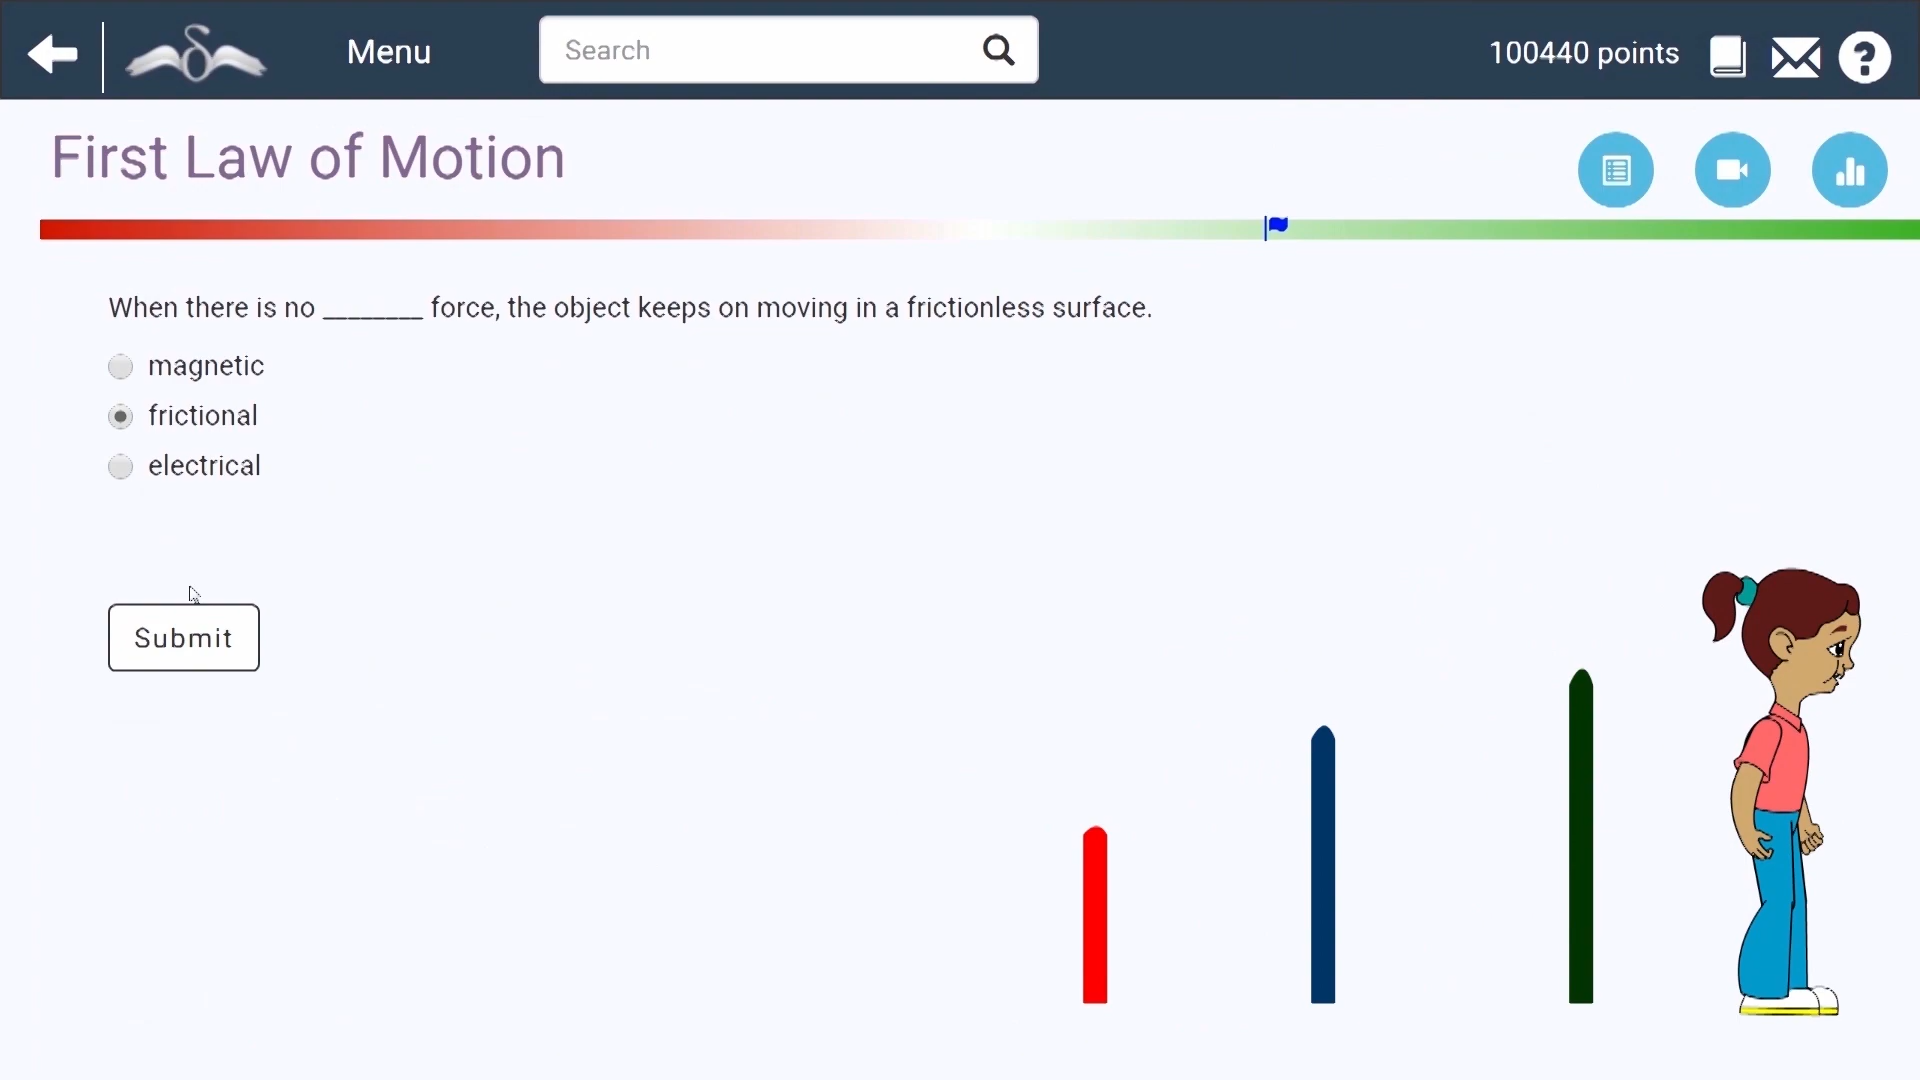 Menu
Search
100440 points
First Law of Motion
When there is no ________ force, the object keeps on moving in a frictionless surface.
magnetic
frictional
electrical
Submit